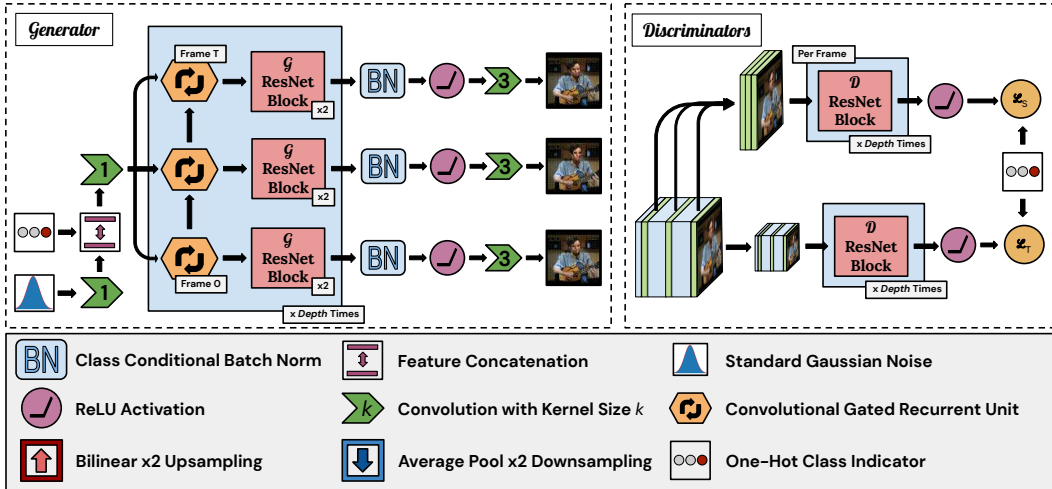 Generator
Frame T
G
ResNet
Block
x2
BN
3
G
ResNet
Block
x2
BN
3
1
Frame 0
G
ResNet
Block
x2
BN
3
1
x Depth Times
Discriminators
Per Frame
D
ResNet
Block
x Depth Times
ℒS
D
ResNet
Block
x Depth Times
ℒT
BN
Class Conditional Batch Norm
Feature Concatenation
Standard Gaussian Noise
ReLU Activation
k
Convolution with Kernel Size k
Convolutional Gated Recurrent Unit
Bilinear x2 Upsampling
Average Pool x2 Downsampling
One-Hot Class Indicator